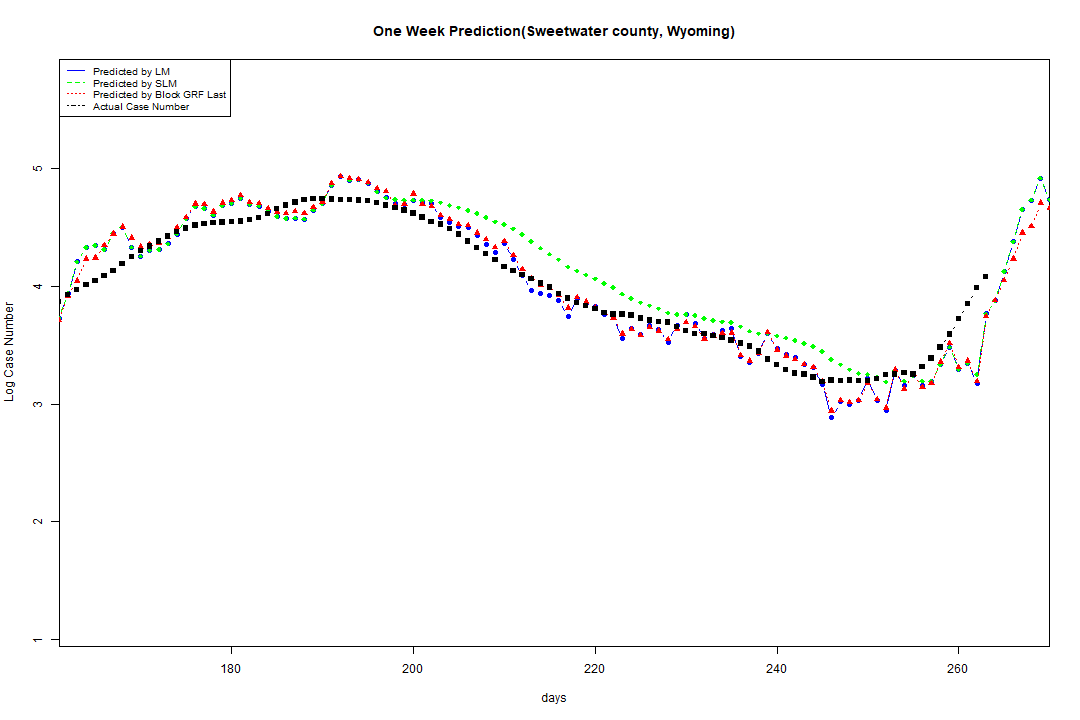 One Week Prediction(Sweetwater county, Wyoming)
Predicted by LM
Predicted by SLM
Predicted by Block GRF Last
Actual Case Number
5
4
3
2
1
Log Case Number
180 200 220 240 260
days